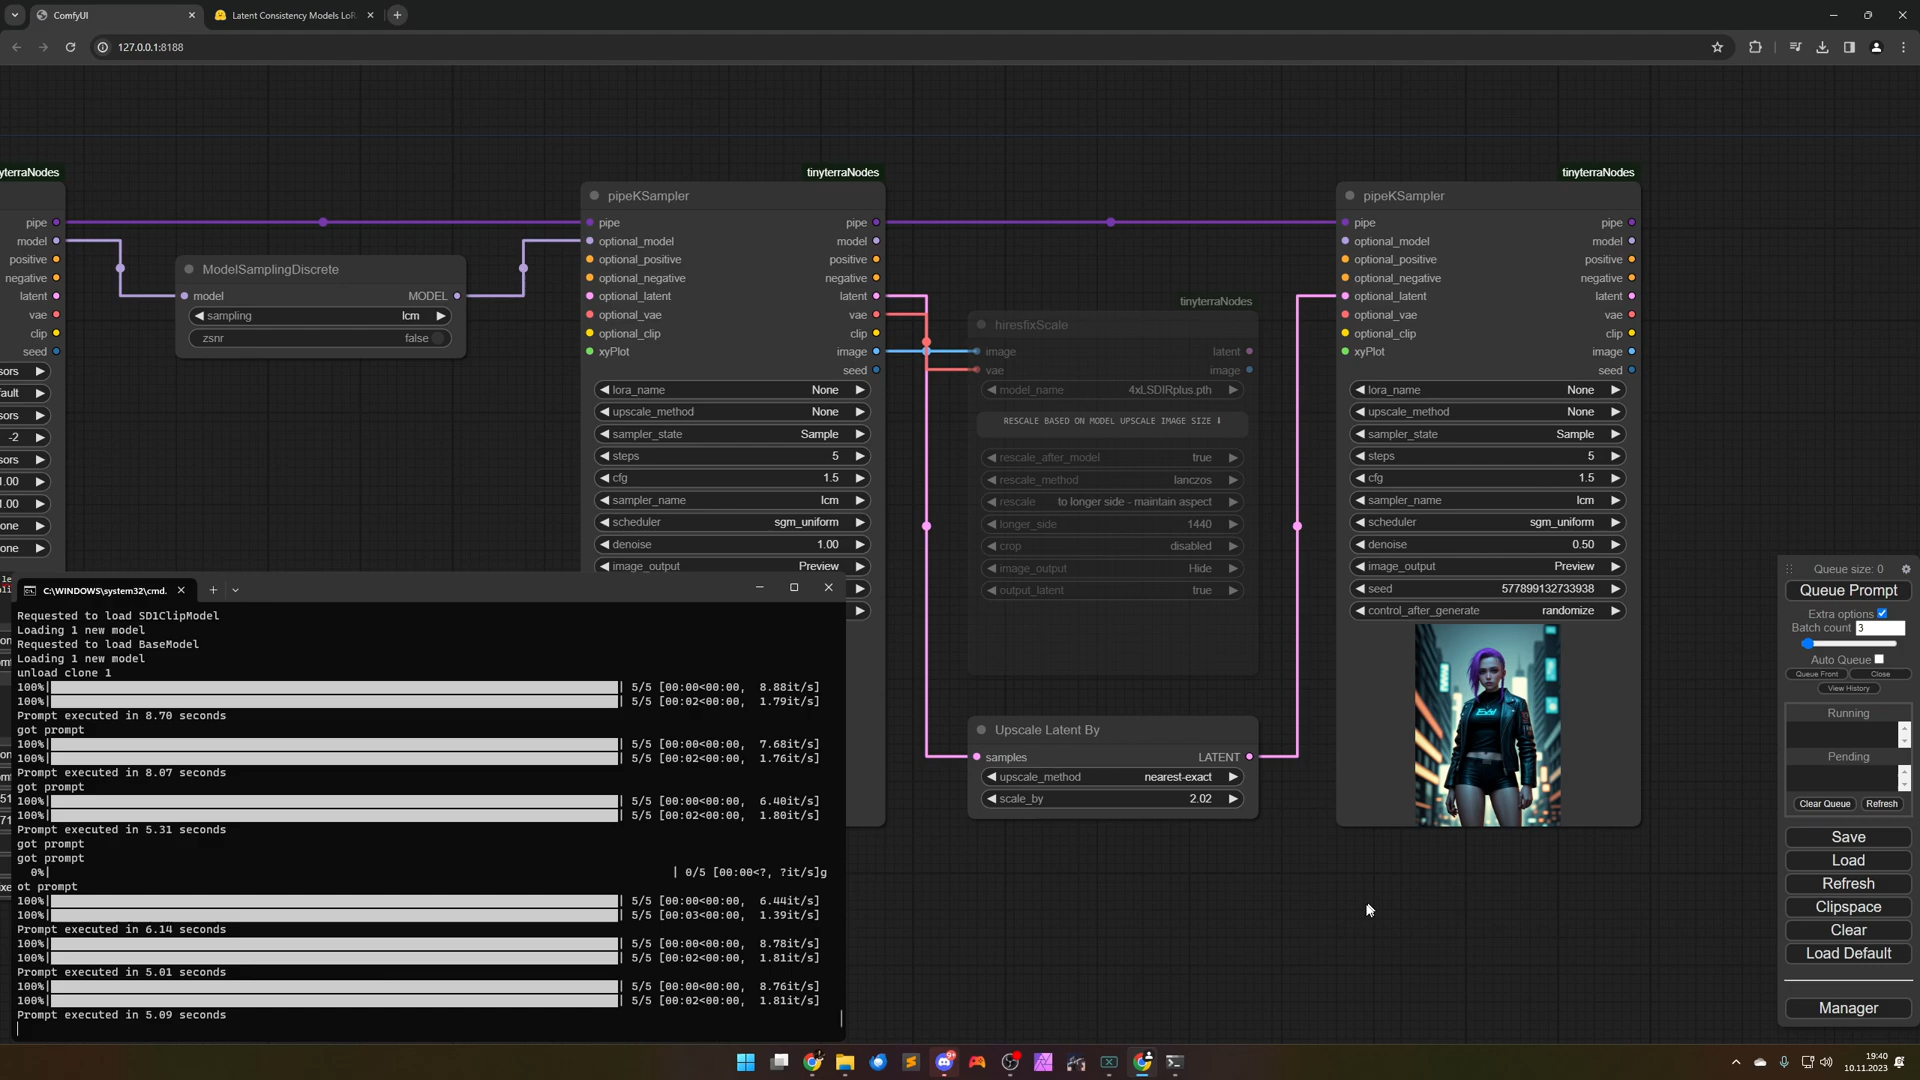 ComfyUI
Latent Consistency Models LoR
127.0.0.1:8188
tinyterraNodes
tinyterraNodes
pipe
model
positive
negative
latent
vae
clip
seed
-2
ModelSamplingDiscrete
model MODEL
sampling lcm
zsnr false
pipeKSampler
pipe pipe
optional_model model
optional_positive positive
optional_negative negative
optional_latent latent
optional_vae vae
optional_clip clip
xyPlot image
seed
lora_name None
upscale_method None
sampler_state Sample
steps 5
cfg 1.5
sampler_name lcm
scheduler sgm_uniform
denoise 1.00
image_output Preview
tinyterraNodes
hiresfixScale
image latent
vae image
model_name 4xLSDIRplus.pth
RESCALE BASED ON MODEL UPSCALE IMAGE SIZE ⬇
rescale_after_model true
rescale_method lanczos
rescale to longer side - maintain aspect
longer_side 1440
crop disabled
image_output Hide
output_latent true
Upscale Latent By
samples LATENT
upscale_method nearest-exact
scale_by 2.02
pipeKSampler
pipe pipe
optional_model model
optional_positive positive
optional_negative negative
optional_latent latent
optional_vae vae
optional_clip clip
xyPlot image
seed
lora_name None
upscale_method None
sampler_state Sample
steps 5
cfg 1.5
sampler_name lcm
scheduler sgm_uniform
denoise 0.50
image_output Preview
seed 577899132733938
control_after_generate randomize
C:\WINDOWS\system32\cmd.
Requested to load SD1ClipModel
Loading 1 new model
Requested to load BaseModel
Loading 1 new model
unload clone 1
100%| | 5/5 [00:00<00:00, 8.88it/s]
100%| | 5/5 [00:02<00:00, 1.79it/s]
Prompt executed in 8.70 seconds
got prompt
100%| | 5/5 [00:00<00:00, 7.68it/s]
100%| | 5/5 [00:02<00:00, 1.76it/s]
Prompt executed in 8.07 seconds
got prompt
100%| | 5/5 [00:00<00:00, 6.40it/s]
100%| | 5/5 [00:02<00:00, 1.80it/s]
Prompt executed in 5.31 seconds
got prompt
got prompt
0%| | 0/5 [00:00<?, ?it/s]g
ot prompt
100%| | 5/5 [00:00<00:00, 6.44it/s]
100%| | 5/5 [00:03<00:00, 1.39it/s]
Prompt executed in 6.14 seconds
100%| | 5/5 [00:00<00:00, 8.78it/s]
100%| | 5/5 [00:02<00:00, 1.81it/s]
Prompt executed in 5.01 seconds
100%| | 5/5 [00:00<00:00, 8.76it/s]
100%| | 5/5 [00:02<00:00, 1.81it/s]
Prompt executed in 5.09 seconds
Queue size: 0
Queue Prompt
Extra options
Batch count 3
Auto Queue
Queue Front Close
View History
Running
Pending
Clear Queue Refresh
Save
Load
Refresh
Clipspace
Clear
Load Default
Manager
19:40
10.11.2023